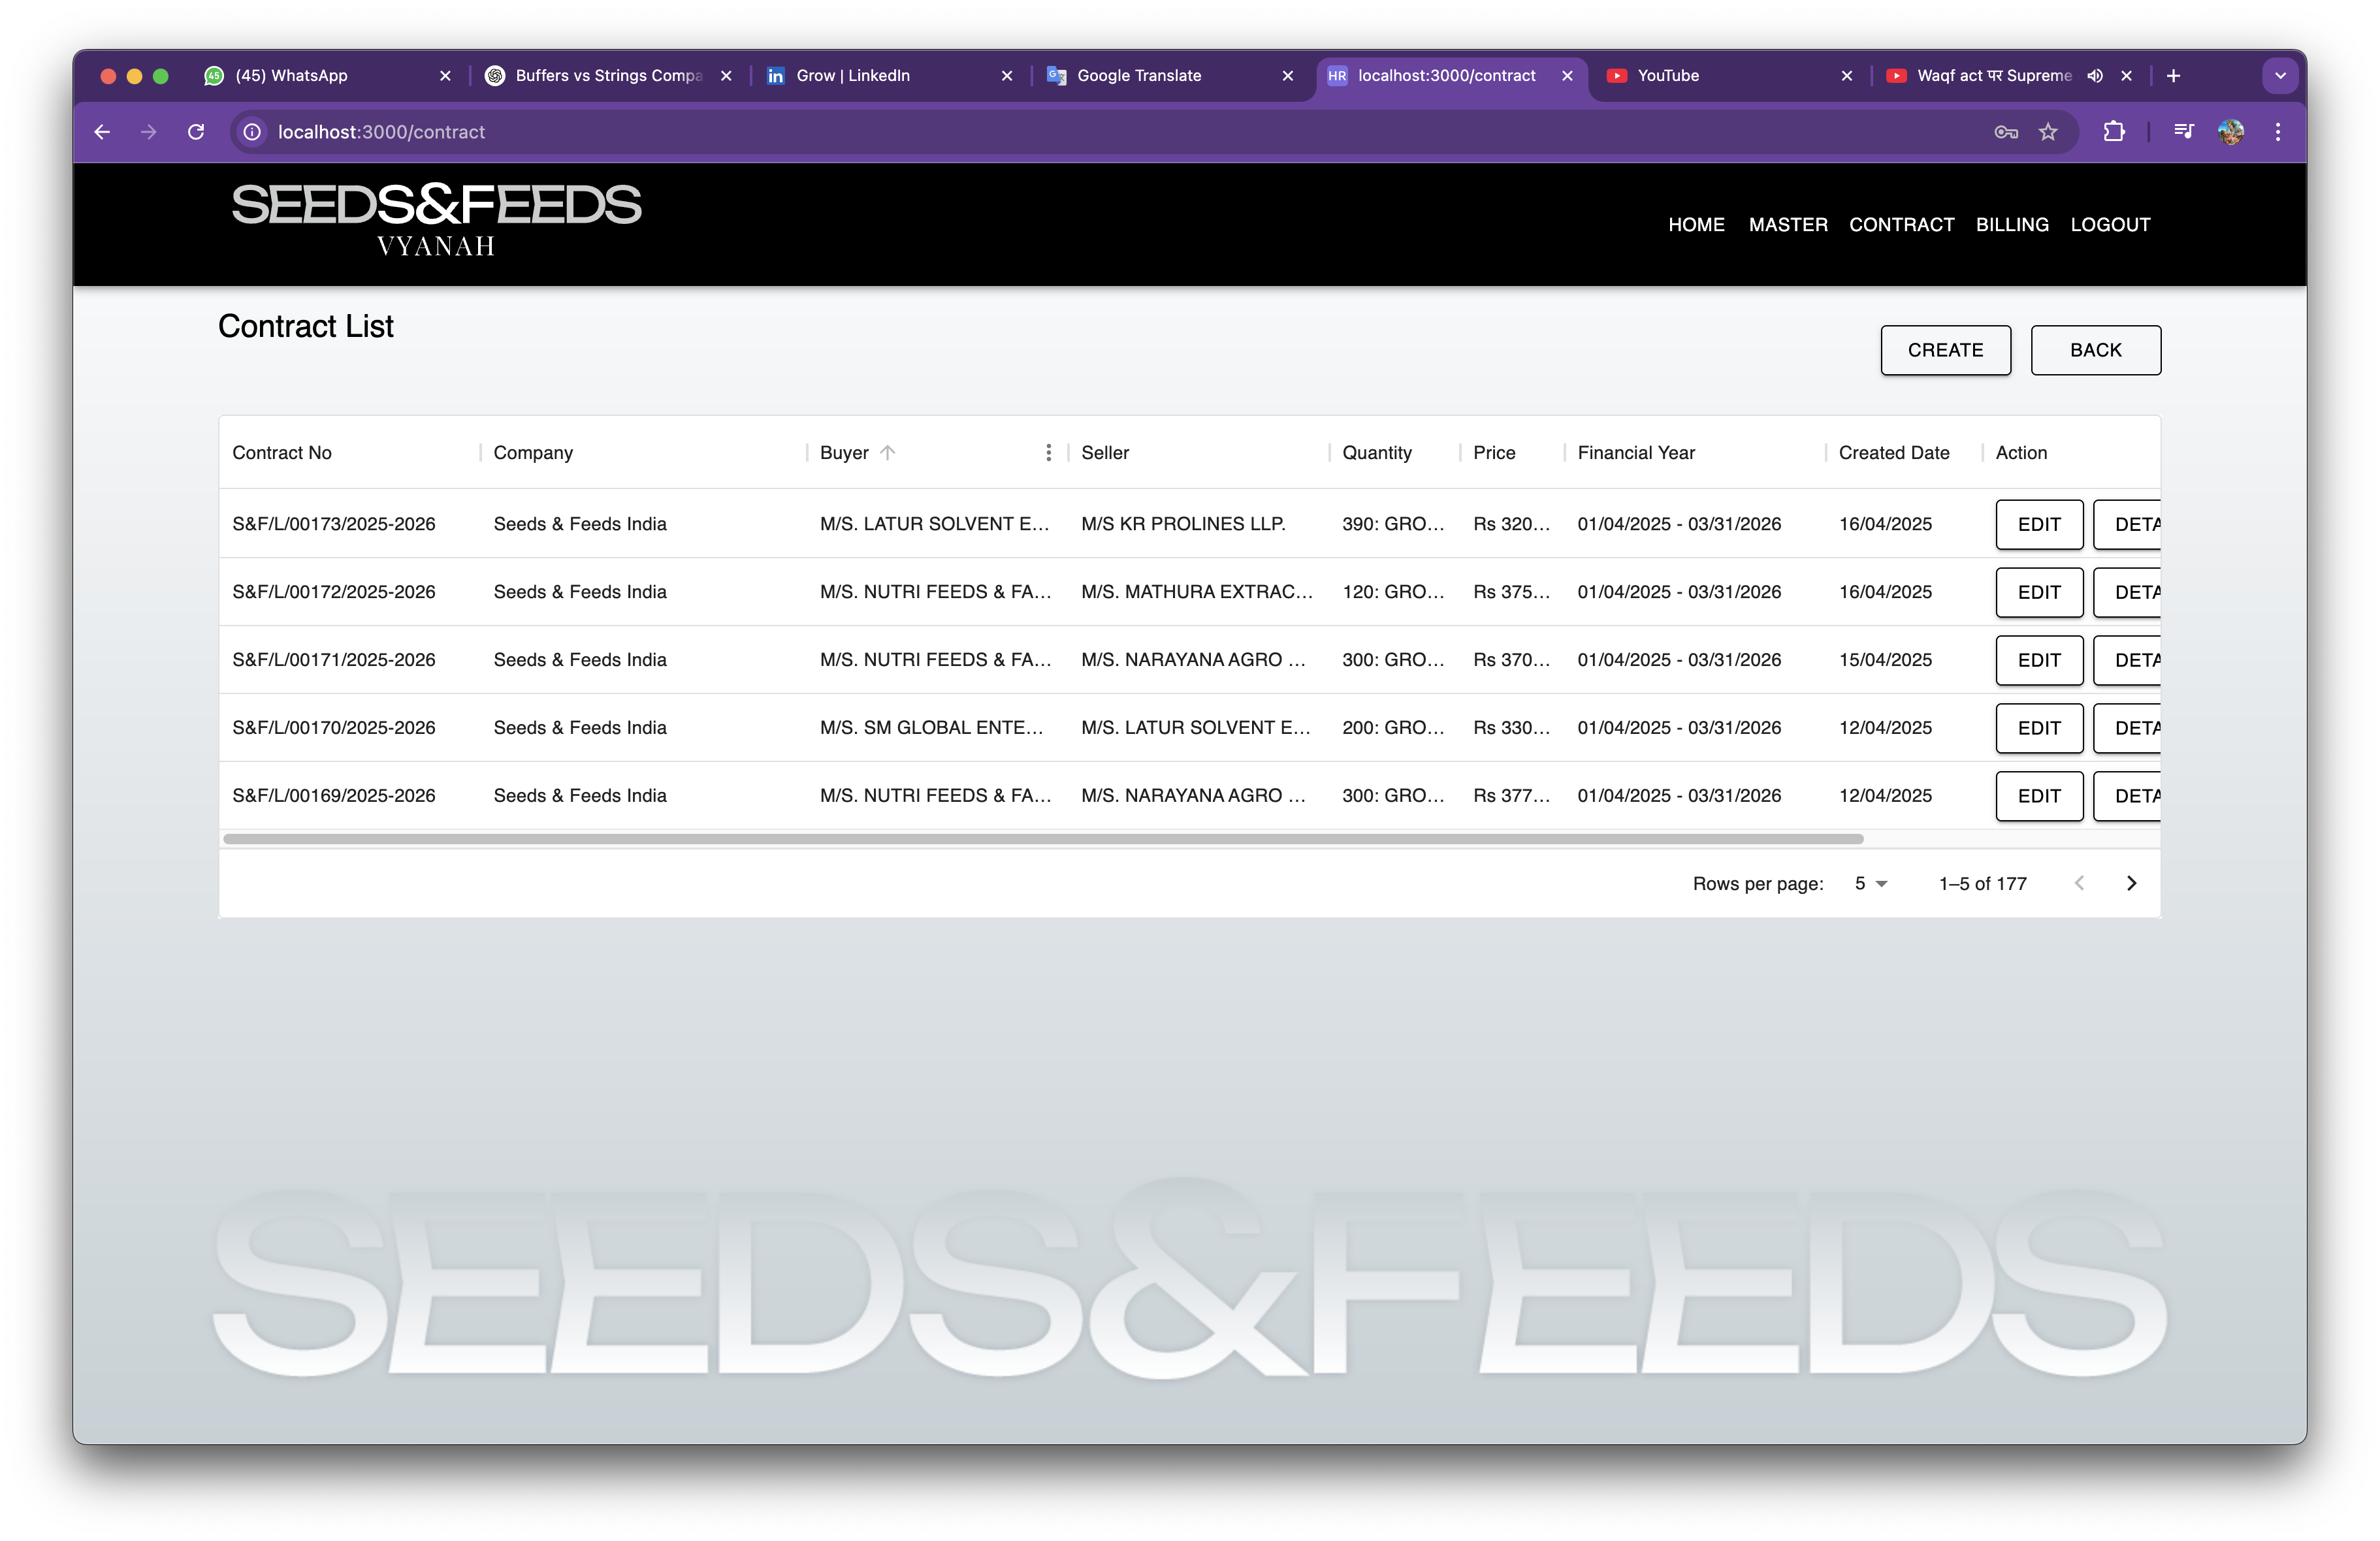 (45) WhatsApp
Buffers vs Strings Compa
Grow | LinkedIn
Google Translate
HR localhost:3000/contract
YouTube
Waqf act पर Supreme
localhost:3000/contract
SEEDS&FEEDS
VYANAH
HOME MASTER CONTRACT BILLING LOGOUT
Contract List
CREATE BACK
Contract No Company Buyer Seller Quantity Price Financial Year Created Date Action
S&F/L/00173/2025-2026 Seeds & Feeds India M/S. LATUR SOLVENT E... M/S KR PROLINES LLP. 390: GRO... Rs 320... 01/04/2025 - 03/31/2026 16/04/2025 EDIT DETA
S&F/L/00172/2025-2026 Seeds & Feeds India M/S. NUTRI FEEDS & FA... M/S. MATHURA EXTRAC... 120: GRO... Rs 375... 01/04/2025 - 03/31/2026 16/04/2025 EDIT DETA
S&F/L/00171/2025-2026 Seeds & Feeds India M/S. NUTRI FEEDS & FA... M/S. NARAYANA AGRO ... 300: GRO... Rs 370... 01/04/2025 - 03/31/2026 15/04/2025 EDIT DETA
S&F/L/00170/2025-2026 Seeds & Feeds India M/S. SM GLOBAL ENTE... M/S. LATUR SOLVENT E... 200: GRO... Rs 330... 01/04/2025 - 03/31/2026 12/04/2025 EDIT DETA
S&F/L/00169/2025-2026 Seeds & Feeds India M/S. NUTRI FEEDS & FA... M/S. NARAYANA AGRO ... 300: GRO... Rs 377... 01/04/2025 - 03/31/2026 12/04/2025 EDIT DETA
Rows per page: 5 1–5 of 177
SEEDS&FEEDS